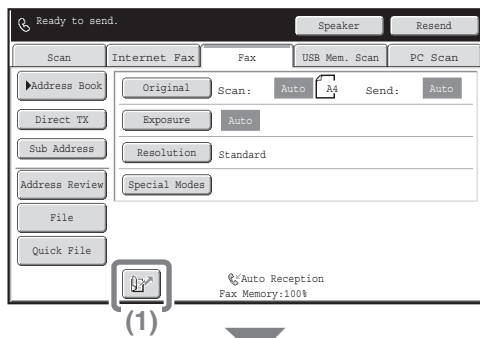 Ready to send.
Speaker
Resend
Scan
Internet Fax
Fax
USB Mem. Scan
PC Scan
Address Book
Original
Scan:
Auto
A4
Send:
Auto
Direct TX
Exposure
Auto
Sub Address
Resolution
Standard
Address Review
Special Modes
File
Quick File
Auto Reception
Fax Memory:100%
(1)